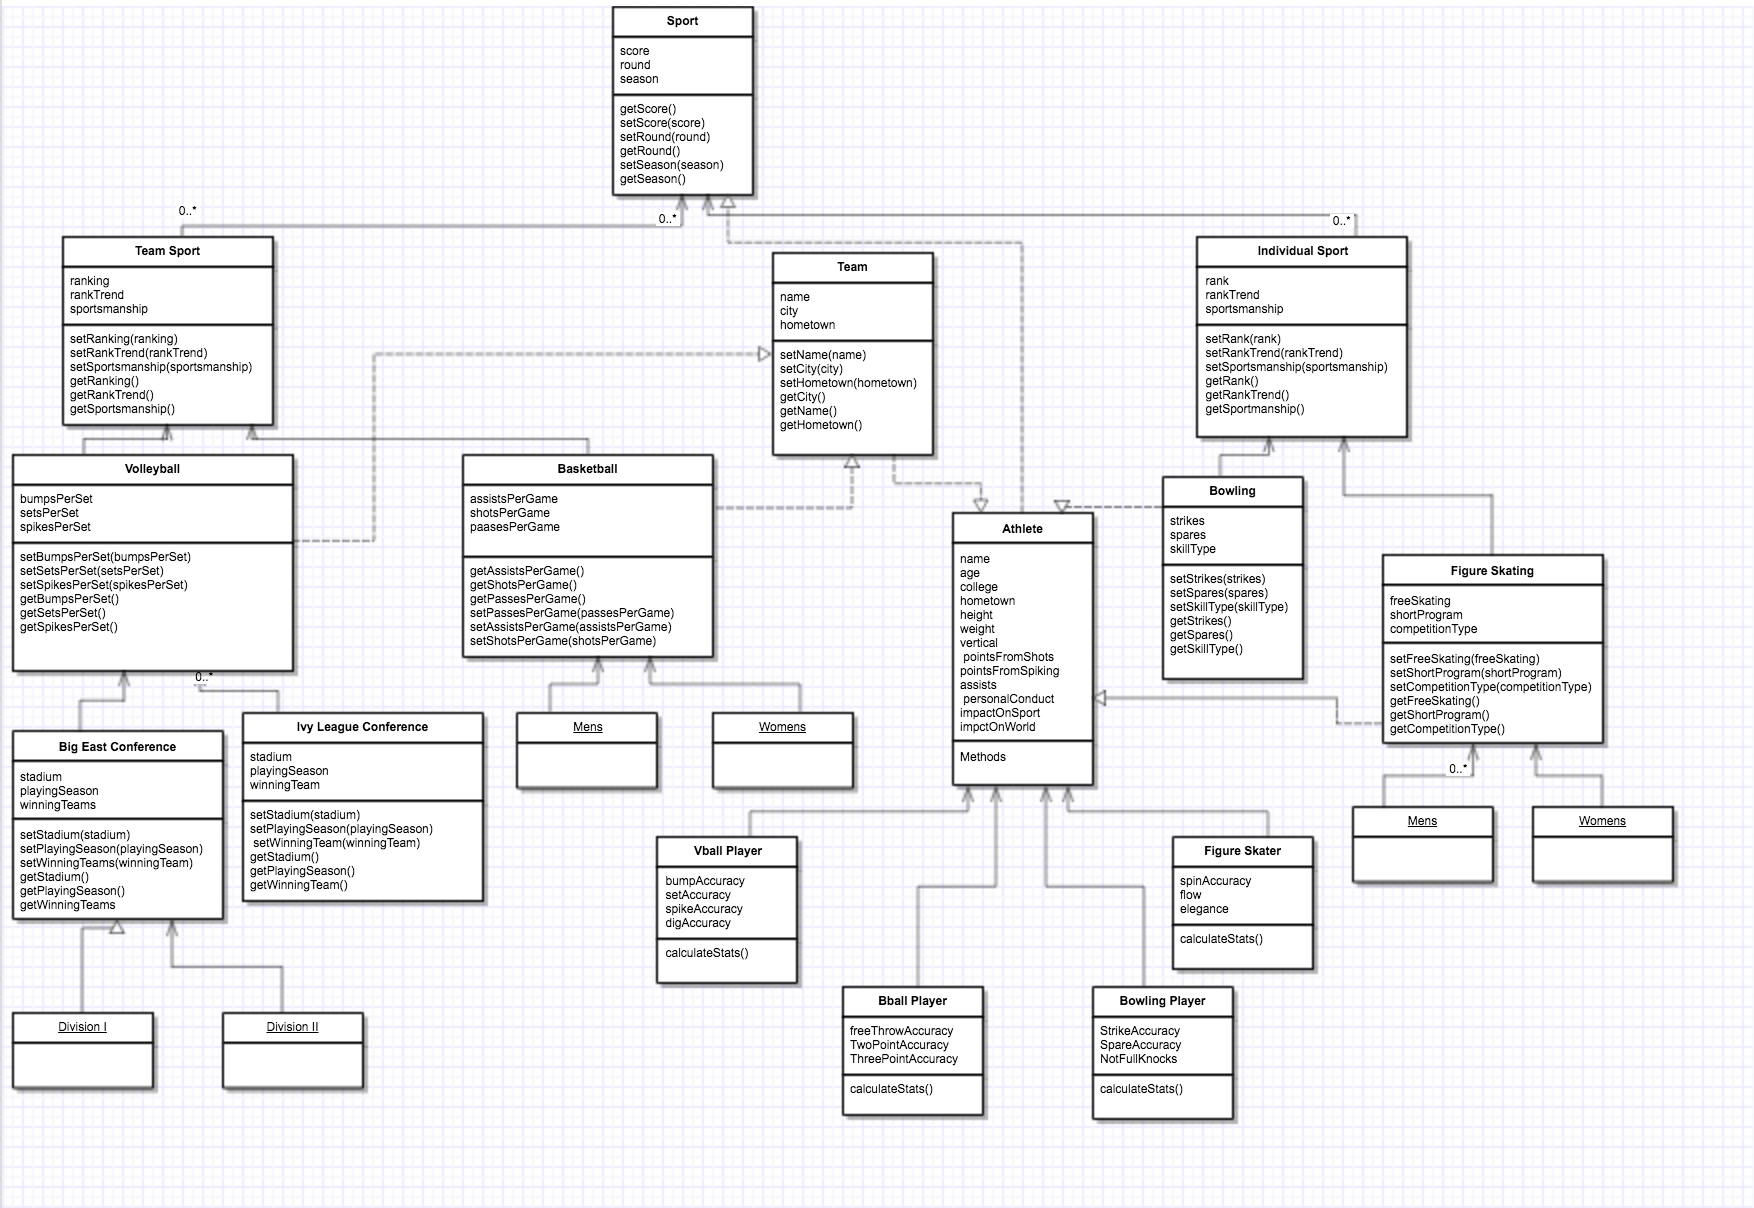 Sport
score
round
season
getScore()
setScore(score)
setRound(round)
getRound()
setSeason(season)
getSeason()
0..*
0..*
0..*
Team Sport
ranking
rankTrend
sportsmanship
setRanking(ranking)
setRankTrend(rankTrend)
setSportsmanship(sportsmanship)
getRanking()
getRankTrend()
getSportsmanship()
Team
name
city
hometown
setName(name)
setCity(city)
setHometown(hometown)
getCity()
getName()
getHometown()
Individual Sport
rank
rankTrend
sportsmanship
setRank(rank)
setRankTrend(rankTrend)
setSportsmanship(sportsmanship)
getRank()
getRankTrend()
getSportmanship()
Volleyball
bumpsPerSet
setsPerSet
spikesPerSet
setBumpsPerSet(bumpsPerSet)
setSetsPerSet(setsPerSet)
setSpikesPerSet(spikesPerSet)
getBumpsPerSet()
getSetsPerSet()
getSpikesPerSet()
Basketball
assistsPerGame
shotsPerGame
paasesPerGame
getAssistsPerGame()
getShotsPerGame()
getPassesPerGame()
setPassesPerGame(passesPerGame)
setAssistsPerGame(assistsPerGame)
setShotsPerGame(shotsPerGame)
Athlete
name
age
college
hometown
height
weight
vertical
pointsFromShots
pointsFromSpiking
assists
personalConduct
impactOnSport
impctOnWorld
Methods
Bowling
strikes
spares
skillType
setStrikes(strikes)
setSpares(spares)
setSkillType(skillType)
getStrikes()
getSpares()
getSkillType()
Figure Skating
freeSkating
shortProgram
competitionType
setFreeSkating(freeSkating)
setShortProgram(shortProgram)
setCompetitionType(competitionType)
getFreeSkating()
getShortProgram()
getCompetitionType()
0..*
0..*
Big East Conference
stadium
playingSeason
winningTeams
setStadium(stadium)
setPlayingSeason(playingSeason)
setWinningTeams(winningTeam)
getStadium()
getPlayingSeason()
getWinningTeams
Ivy League Conference
stadium
playingSeason
winningTeam
setStadium(stadium)
setPlayingSeason(playingSeason)
setWinningTeam(winningTeam)
getStadium()
getPlayingSeason()
getWinningTeam()
Mens
Womens
Mens
Womens
Vball Player
bumpAccuracy
setAccuracy
spikeAccuracy
digAccuracy
calculateStats()
Figure Skater
spinAccuracy
flow
elegance
calculateStats()
Bball Player
freeThrowAccuracy
TwoPointAccuracy
ThreePointAccuracy
calculateStats()
Bowling Player
StrikeAccuracy
SpareAccuracy
NotFullKnocks
calculateStats()
Division I
Division II